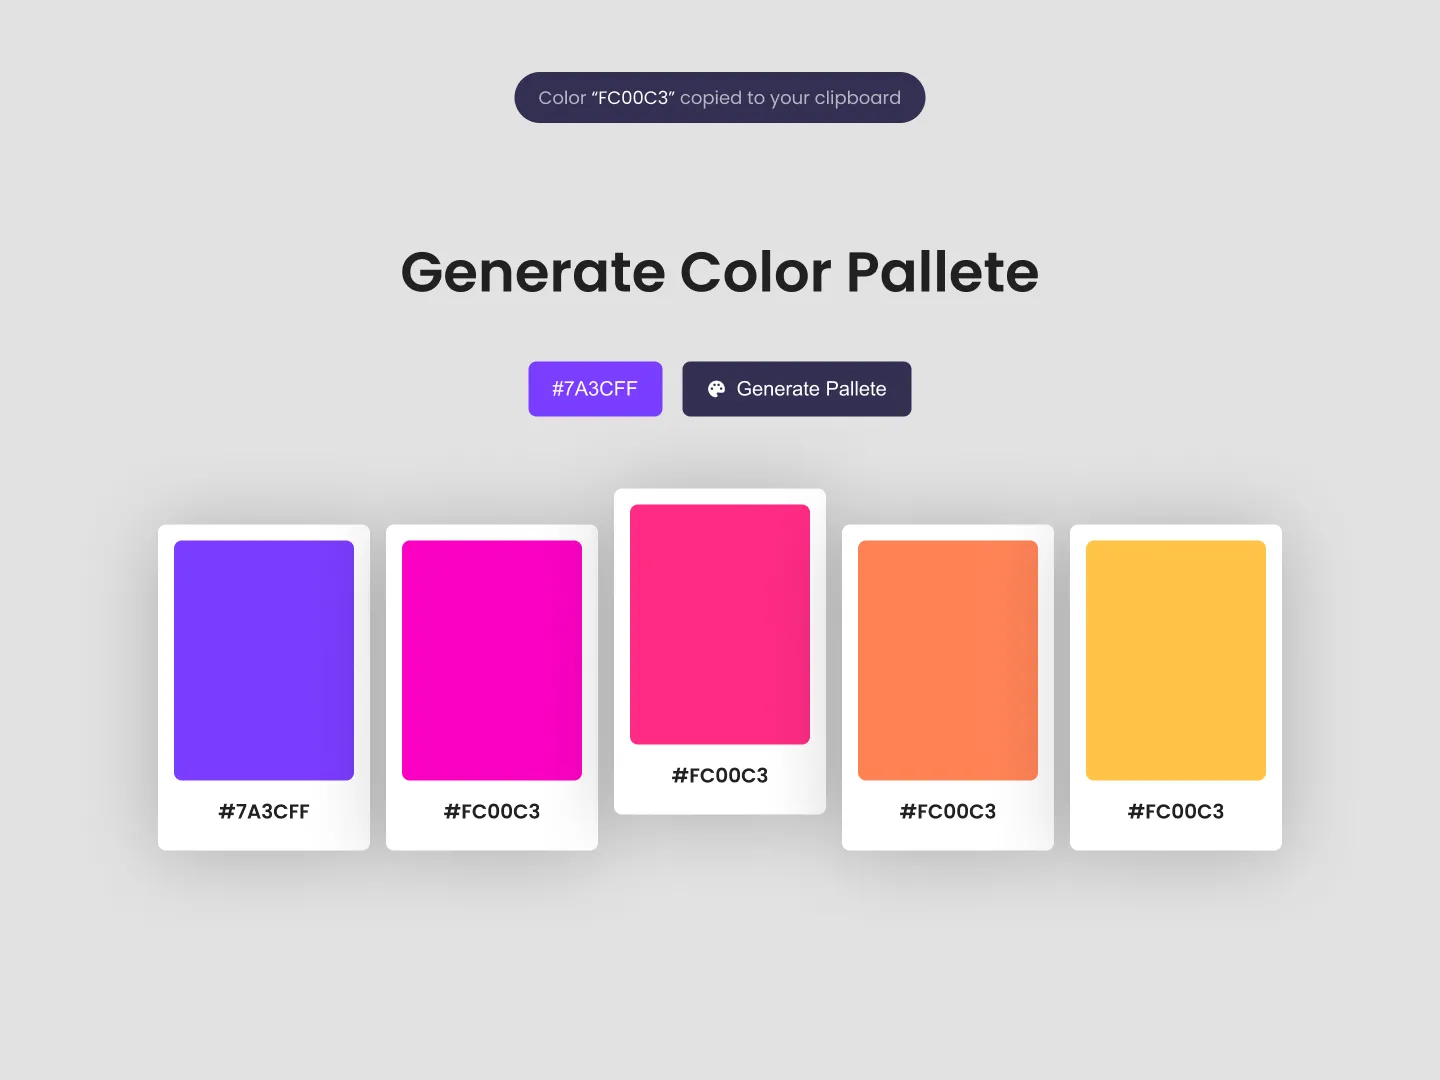 Color “FC00C3” copied to your clipboard
Generate Color Pallete
#7A3CFF
Generate Pallete
#7A3CFF
#FC00C3
#FC00C3
#FC00C3
#FC00C3